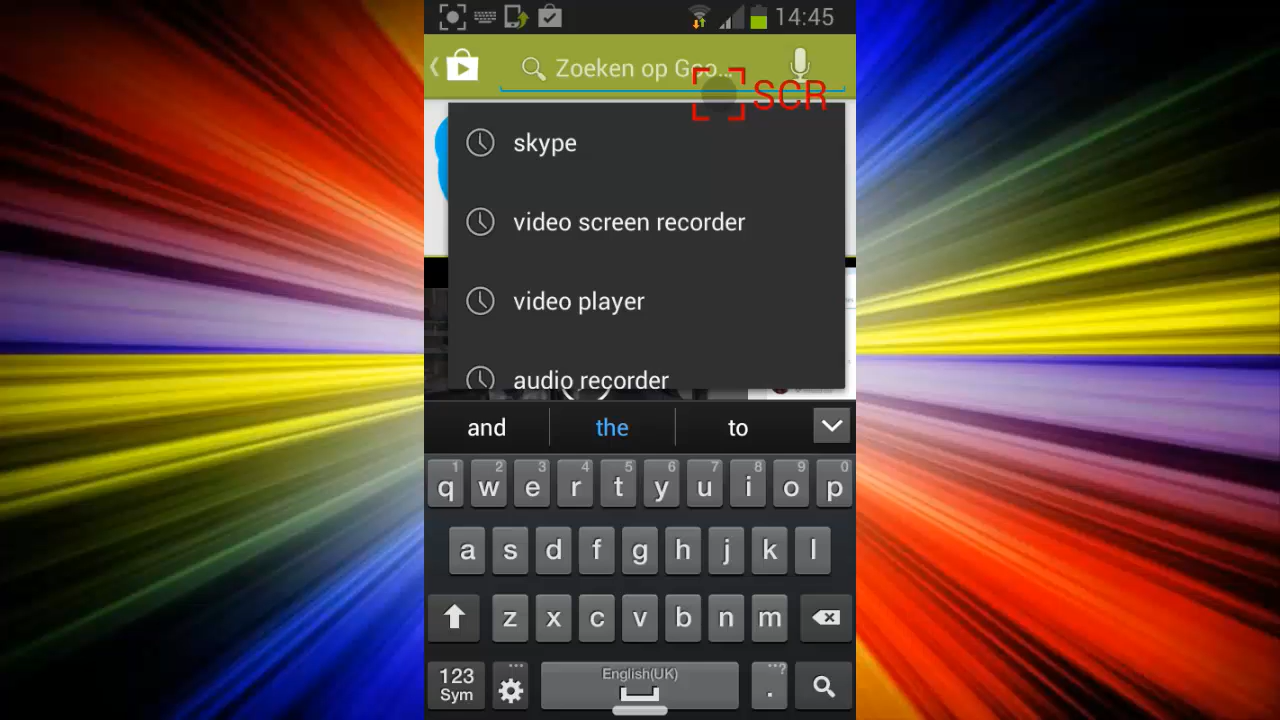 14:45
Zoeken op Goo...
SCR
skype
video screen recorder
video player
audio recorder
and the to
1 2 3 4 5 6 7 8 9 0
q w e r t y u i o p
a s d f g h j k l
z x c v b n m
123
Sym
English(UK)
... . ...?